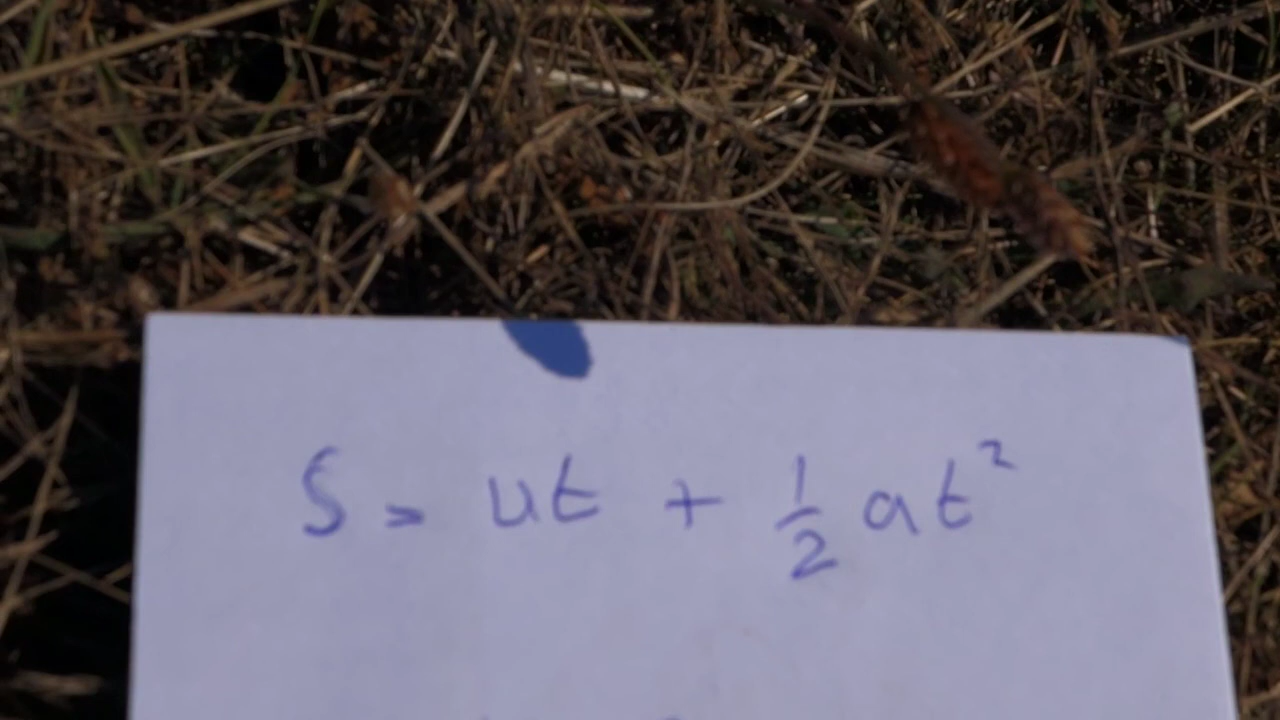 S = ut + ½ at²